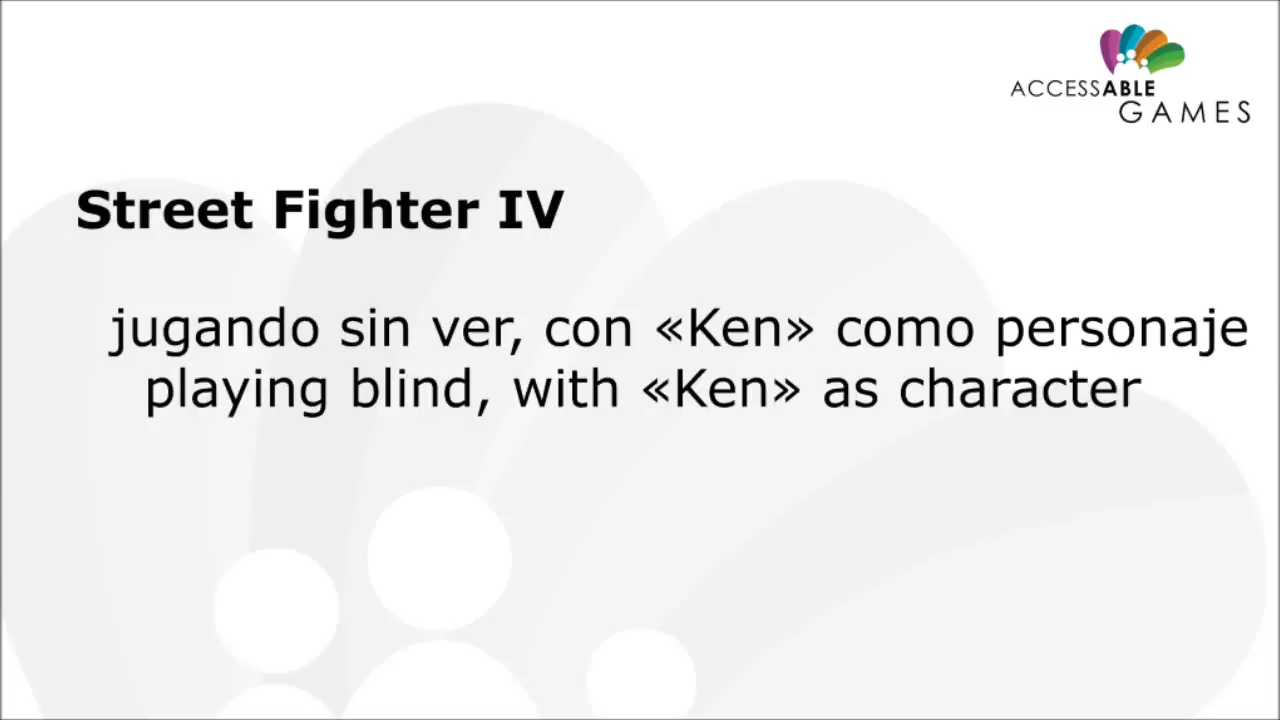 ACCESSABLE
GAMES
Street Fighter IV
jugando sin ver, con «Ken» como personaje
playing blind, with «Ken» as character